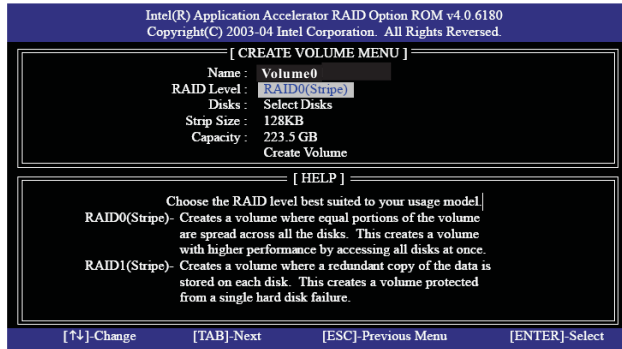 Intel(R) Application Accelerator RAID Option ROM v4.0.6180
Copyright(C) 2003-04 Intel Corporation. All Rights Reversed.
[ CREATE VOLUME MENU ]
Name : Volume0
RAID Level : RAID0(Stripe)
Disks : Select Disks
Strip Size : 128KB
Capacity : 223.5 GB
Create Volume
[ HELP ]
Choose the RAID level best suited to your usage model.
RAID0(Stripe)- Creates a volume where equal portions of the volume
are spread across all the disks. This creates a volume
with higher performance by accessing all disks at once.
RAID1(Stripe)- Creates a volume where a redundant copy of the data is
stored on each disk. This creates a volume protected
from a single hard disk failure.
[↑↓]-Change [TAB]-Next [ESC]-Previous Menu [ENTER]-Select